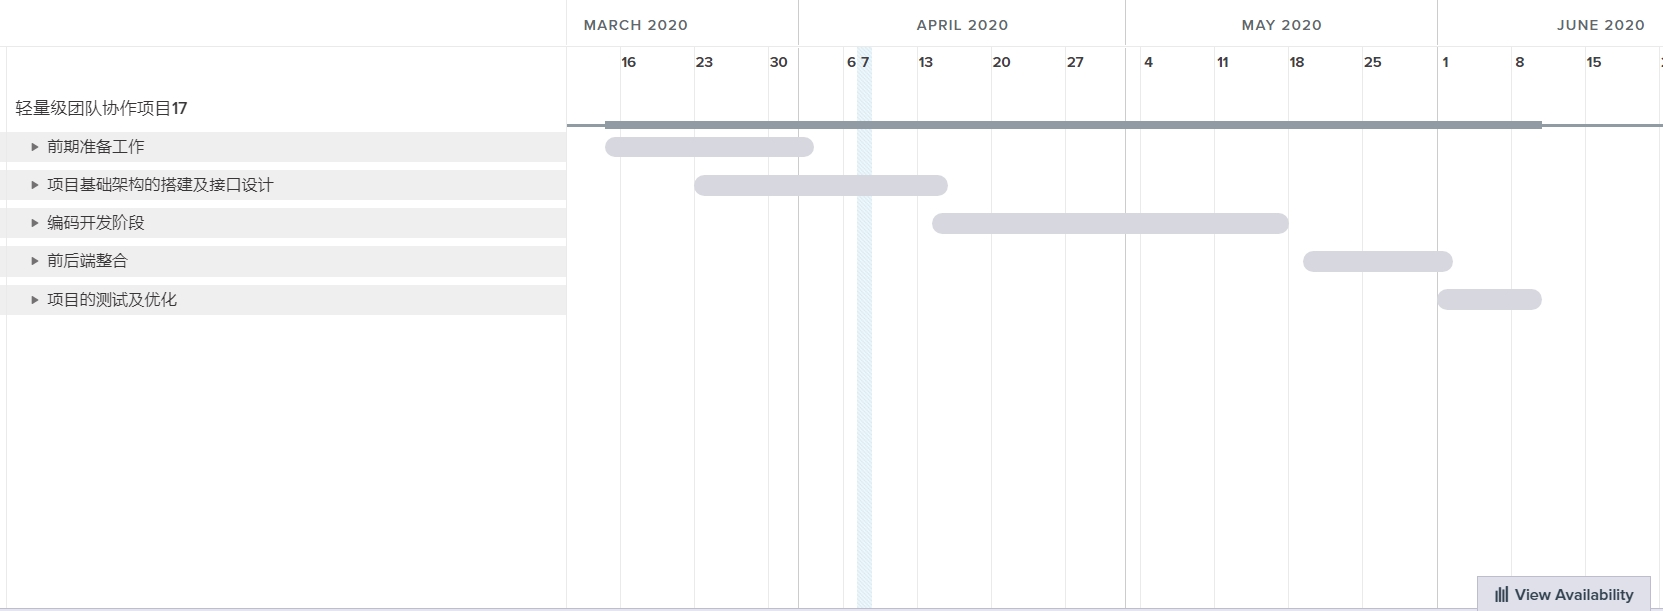 MARCH 2020 APRIL 2020 MAY 2020 JUNE 2020
16 23 30 6 7 13 20 27 4 11 18 25 1 8 15
轻量级团队协作项目17
前期准备工作
项目基础架构的搭建及接口设计
编码开发阶段
前后端整合
项目的测试及优化
View Availability